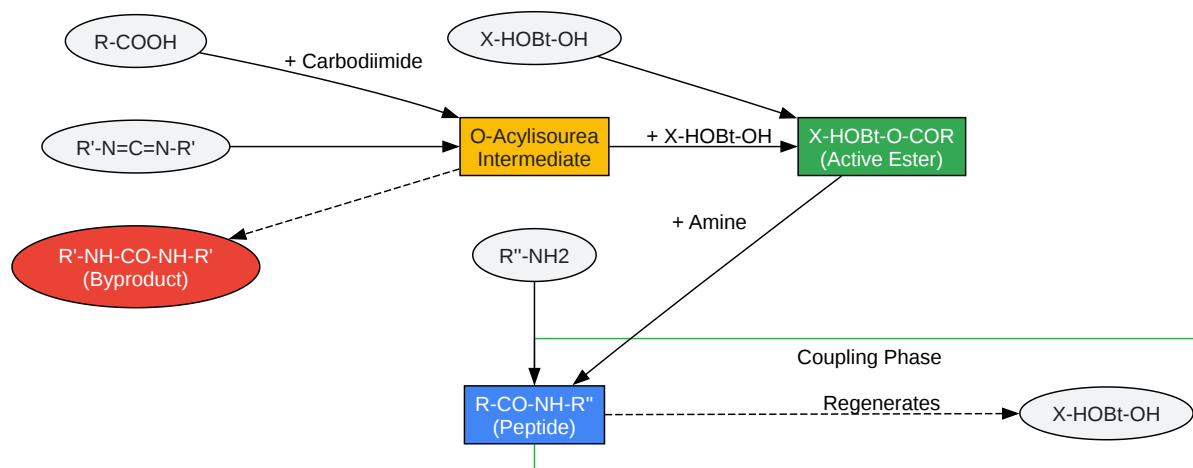 R-COOH
X-HOBt-OH
+ Carbodiimide
R'-N=C=N-R'
O-Acylisourea
Intermediate
+ X-HOBt-OH
X-HOBt-O-COR
(Active Ester)
R'-NH-CO-NH-R'
(Byproduct)
+ Amine
R''-NH2
Coupling Phase
R-CO-NH-R''
(Peptide)
Regenerates
X-HOBt-OH